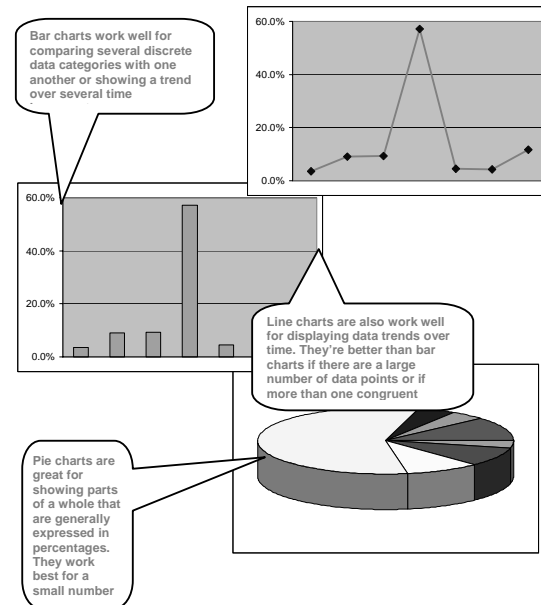 Bar charts work well for
comparing several discrete
data categories with one
another or showing a trend
over several time
60.0%
40.0%
20.0%
0.0%
60.0%
40.0%
20.0%
0.0%
Line charts are also work well
for displaying data trends over
time. They're better than bar
charts if there are a large
number of data points or if
more than one congruent
Pie charts are
great for
showing parts
of a whole that
are generally
expressed in
percentages.
They work
best for a
small number